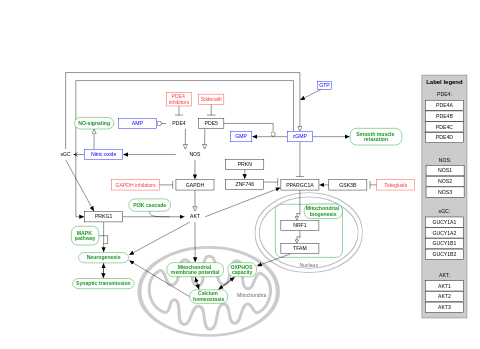 GTP
PDE4
inhibitors
Sildenafil
NO-signaling
AMP
PDE4
PDE5
GMP
cGMP
Smooth muscle
relaxation
sGC
Nitric oxide
NOS
PRKN
GAPDH inhibitors
GAPDH
ZNF746
PPARGC1A
GSK3B
Tideglusib
PI3K cascade
PRKG1
AKT
Mitochondrial
biogenesis
NRF1
TFAM
Nucleus
MAPK
pathway
Neurogenesis
Synaptic transmission
Mitochondrial
membrane potential
OXPHOS
capacity
Calcium
homeostasis
Mitochondria
Label legend
PDE4:
PDE4A
PDE4B
PDE4C
PDE4D
NOS:
NOS1
NOS2
NOS3
sGC:
GUCY1A1
GUCY1A2
GUCY1B1
GUCY1B2
AKT:
AKT1
AKT2
AKT3